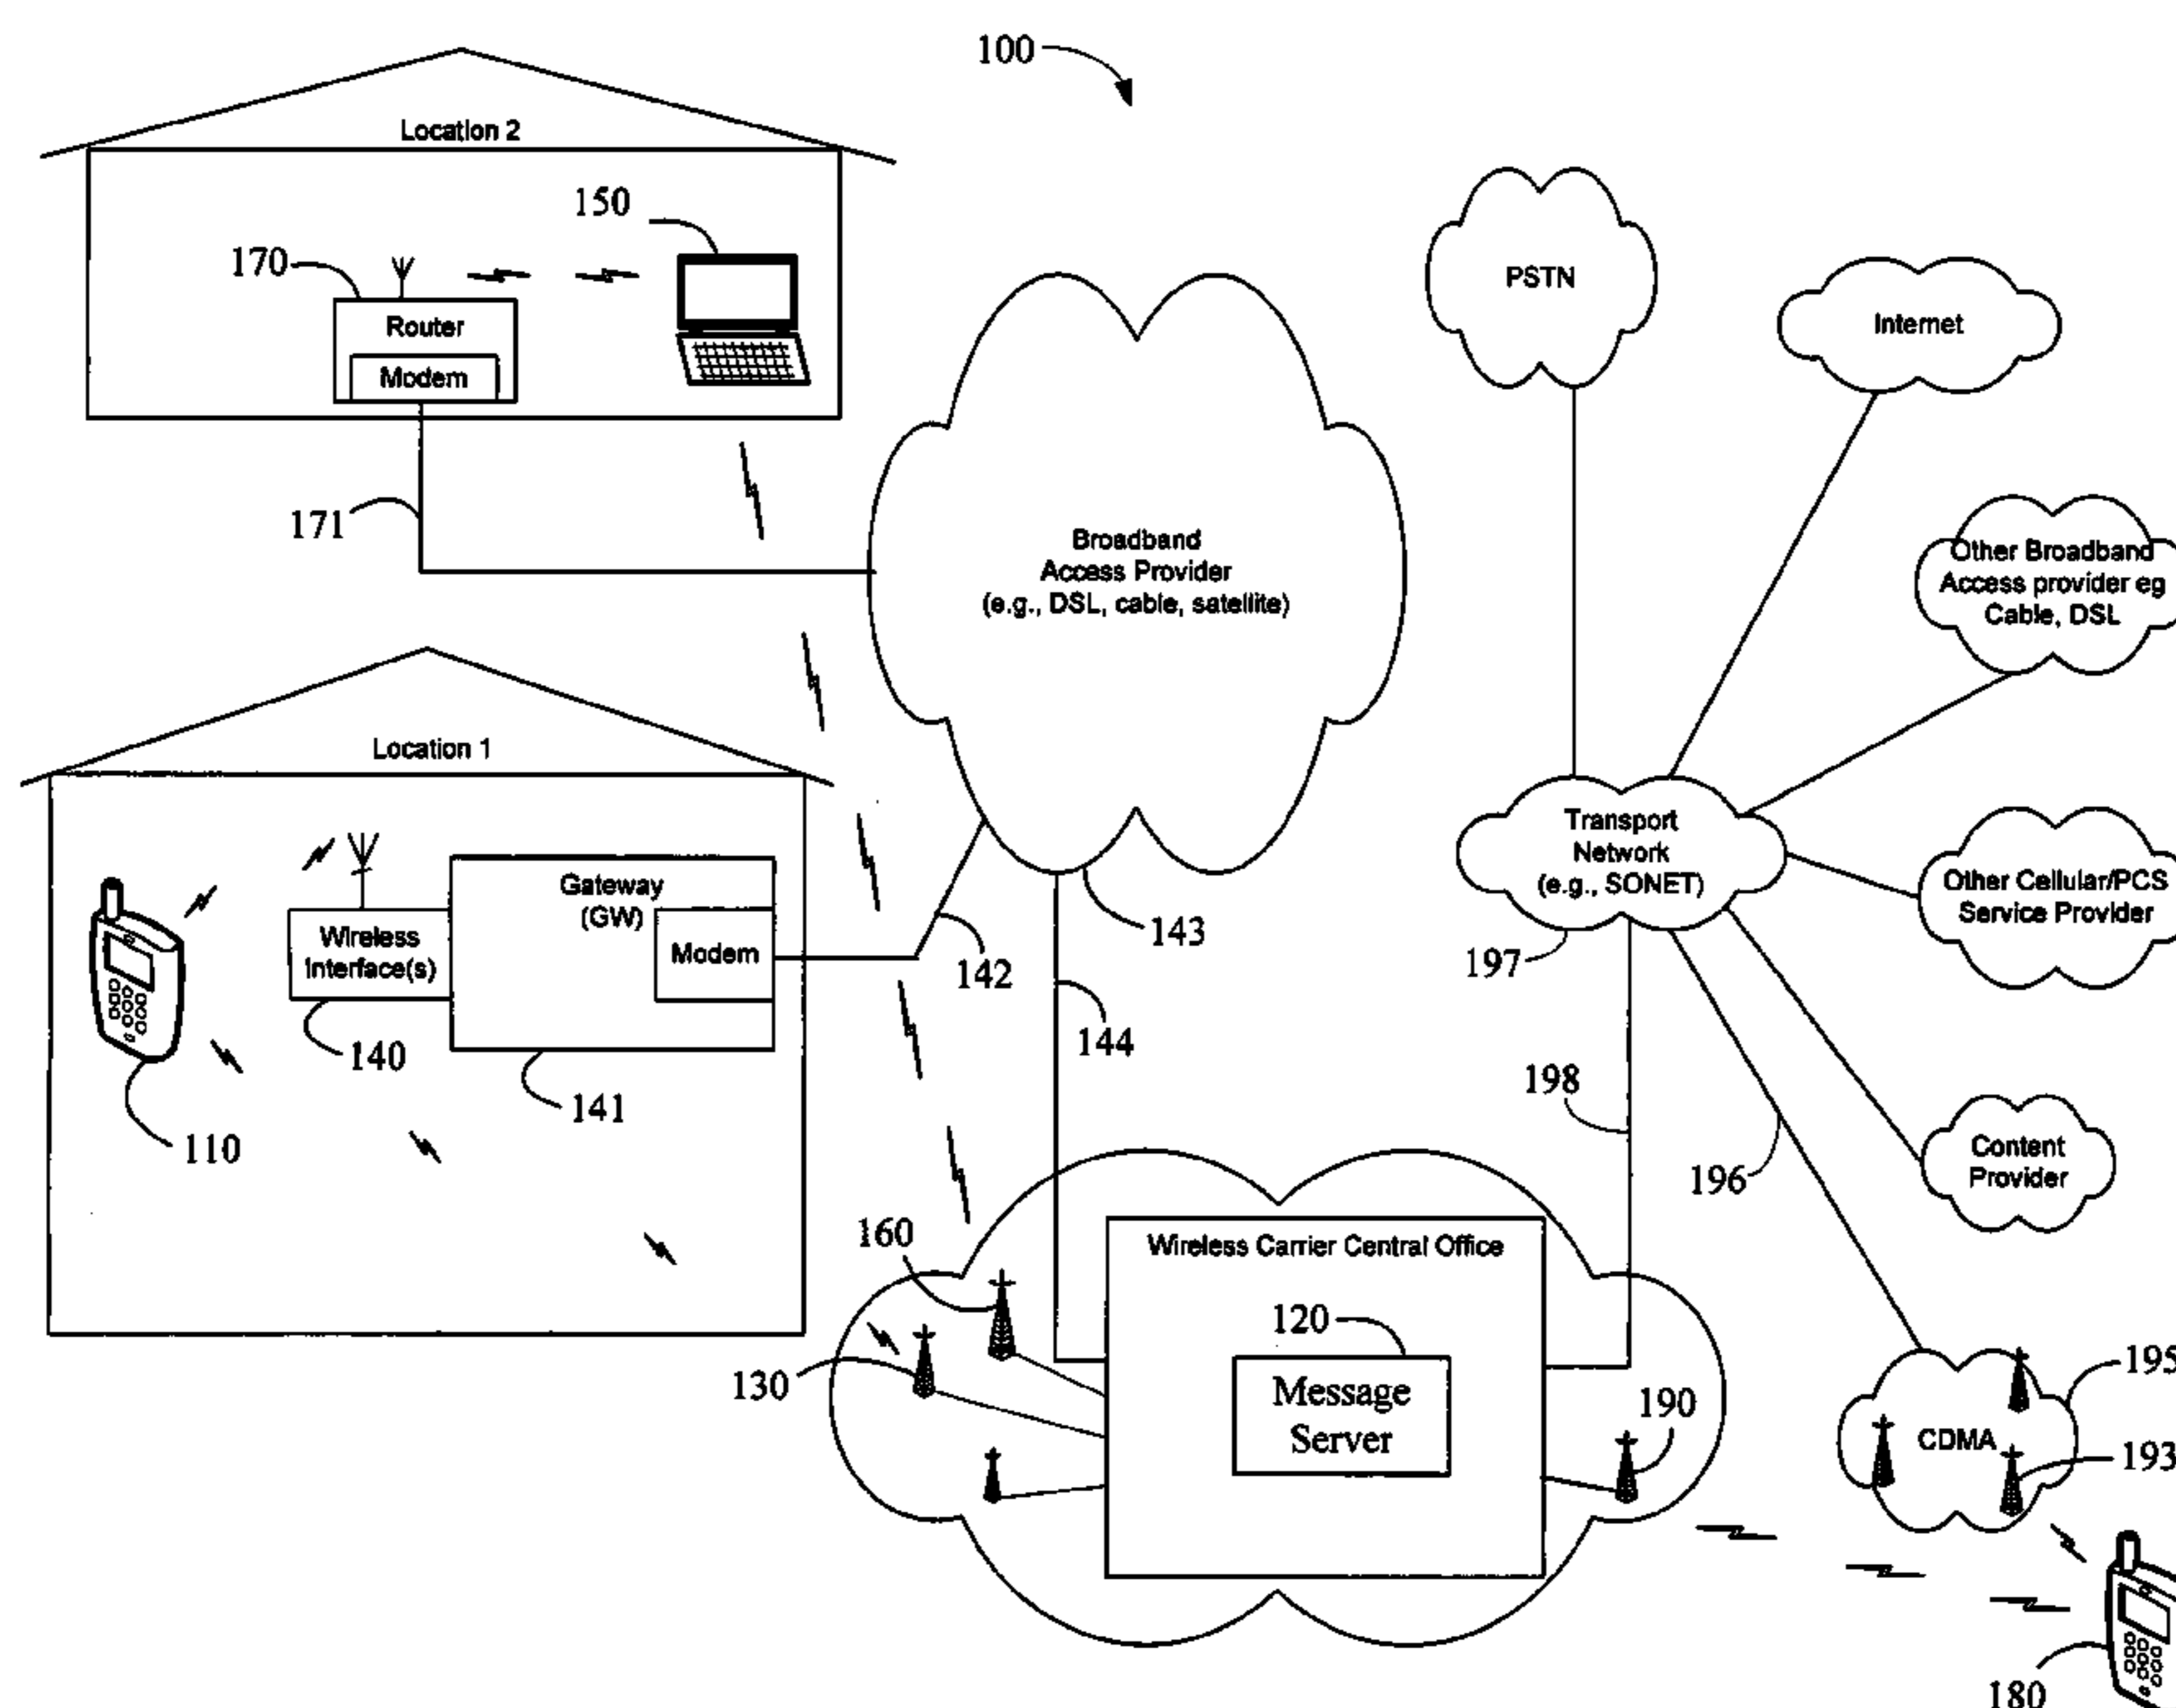 100
Location 2
150
170
Router
Modem
171
PSTN
Internet
Broadband
Access Provider
(e.g., DSL, cable, satellite)
Other Broadband
Access provider eg
Cable, DSL
Location 1
Transport
Network
(e.g., SONET)
Gateway
(GW)
Wireless
Interface(s)
Modem
Other Cellular/PCS
Service Provider
142
143
197
144
140
141
110
198
196
Content
Provider
160
Wireless Carrier Central Office
120
130
Message
Server
190
195
CDMA
193
180